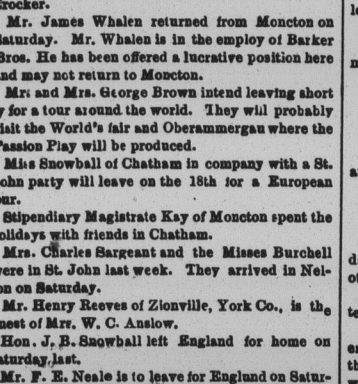 Crocker.
Mr. James Whalen returned from Moncton on
Saturday. Mr. Whalen is in the employ of Barker
Bros. He has been offered a lucrative position here
and may not return to Moncton.
Mr. and Mrs. George Brown intend leaving short
y for a tour around the world. They will probably
visit the World's fair and Oberammergau where the
Passion Play will be produced.
Miss Snowball of Chatham in company with a St.
John party will leave on the 18th for a European
our.
Stipendiary Magistrate Kay of Moncton spent the
holidays with friends in Chatham.
Mrs. Charles Sargeant and the Misses Burchell
were in St. John last week. They arrived in Nel-
on on Saturday.
Mr. Henry Reeves of Zionville, York Co., is the
guest of Mrs. W. C. Anslow.
Hon. J. B. Snowball left England for home on
Saturday last.
Mr. F. E. Neale is to leave for England on Satur-